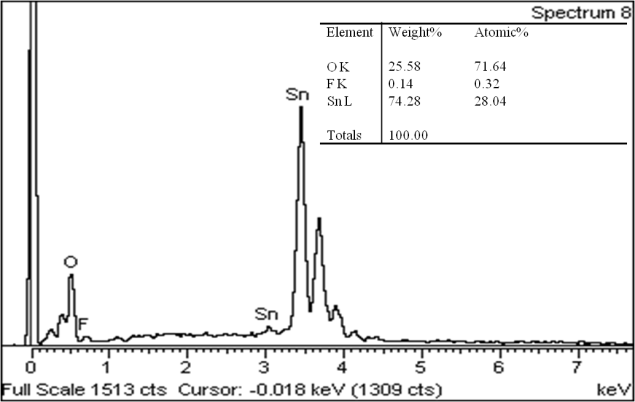 Spectrum 8
Element Weight% Atomic%
O K 25.58 71.64
F K 0.14 0.32
Sn L 74.28 28.04
Totals 100.00
Sn
O
F
Sn
0 1 2 3 4 5 6 7
Full Scale 1513 cts Cursor: -0.018 keV (1309 cts) keV